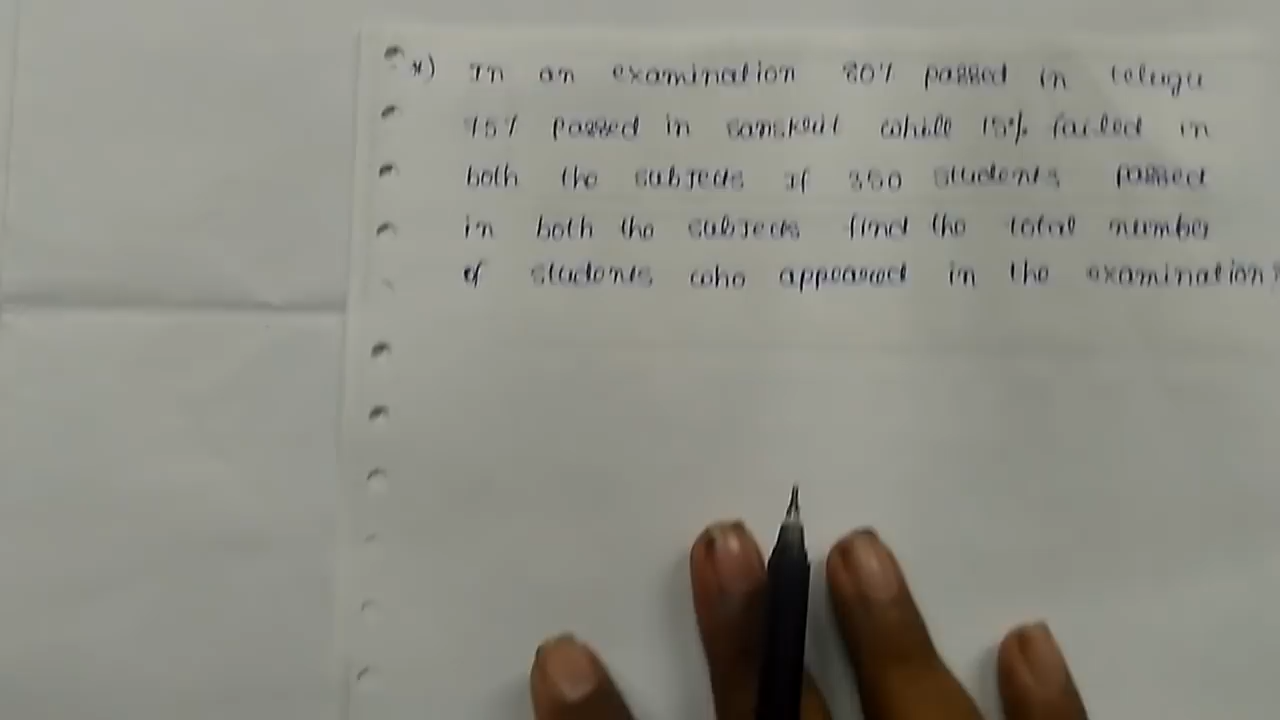 *) In an examination 80% passed in telugu
75% passed in sanskrit while 15% failed in
both the subjects If 350 students passed
in both the subjects find the total number
of students who appeared in the examination?